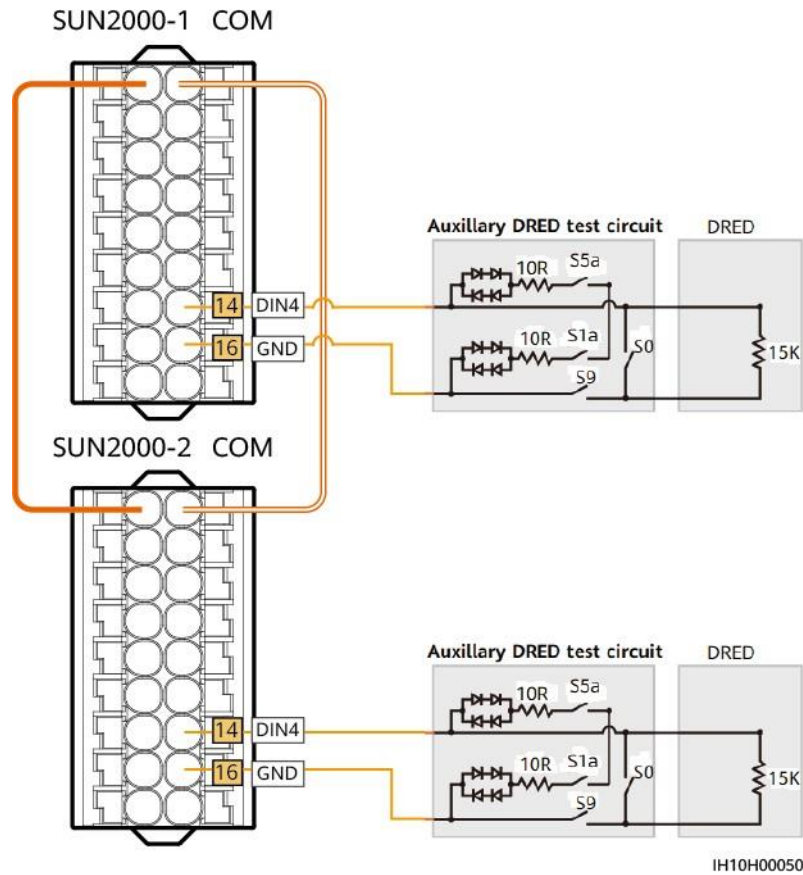 SUN2000-1 COM
Auxillary DRED test circuit
DRED
10R
S5a
14
DIN4
10R
S1a
S0
15K
16
GND
S9
SUN2000-2 COM
Auxillary DRED test circuit
DRED
10R
S5a
14
DIN4
10R
S1a
S0
15K
16
GND
S9
IH10H00050